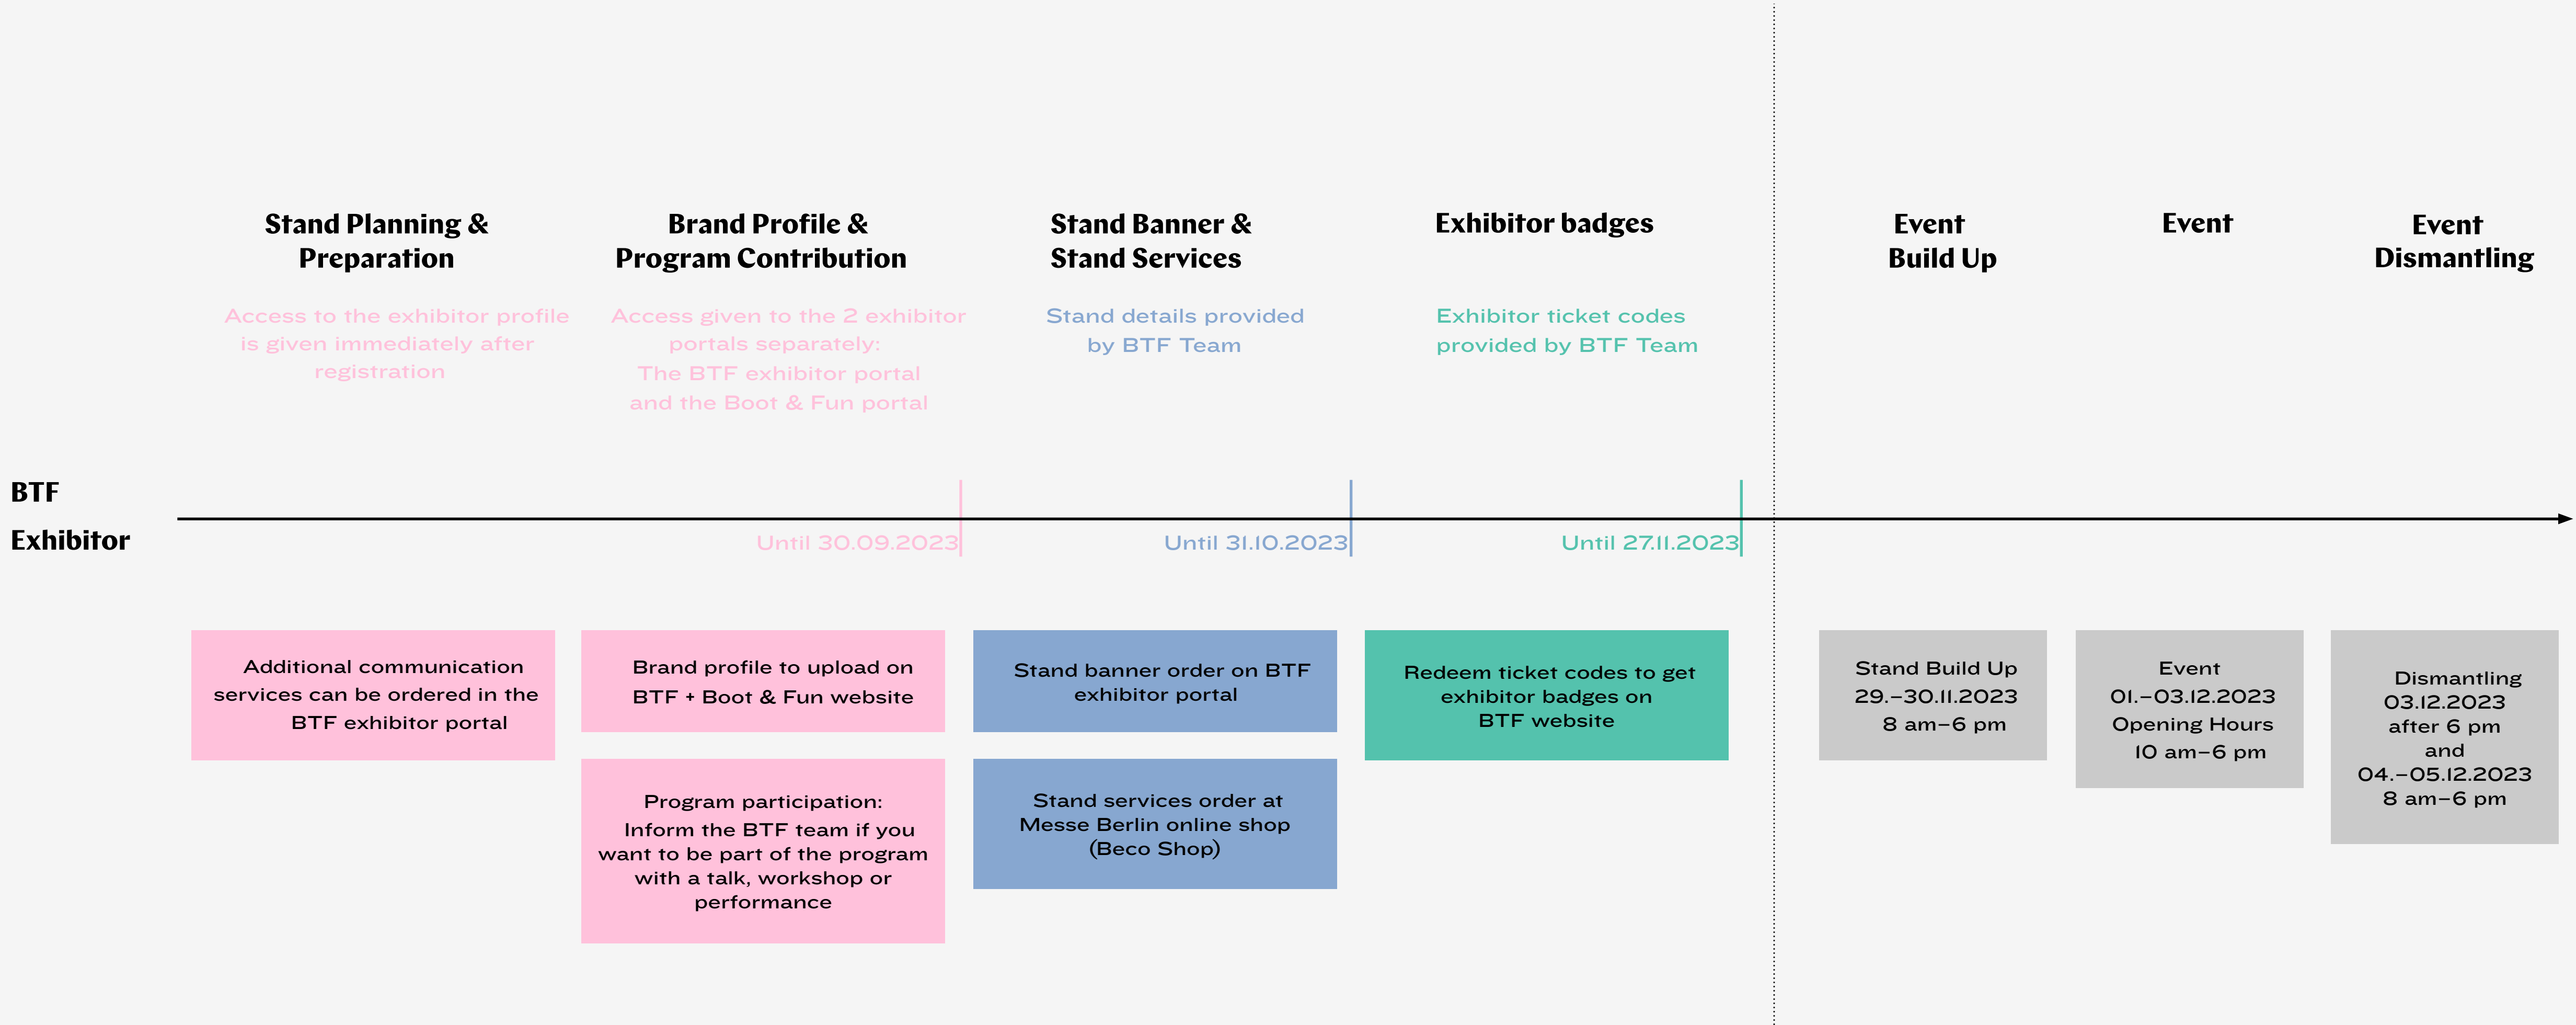 Stand Planning &
Preparation
Access to the exhibitor profile
is given immediately after
registration
Brand Profile &
Program Contribution
Access given to the 2 exhibitor
portals separately:
The BTF exhibitor portal
and the Boot & Fun portal
Stand Banner &
Stand Services
Stand details provided
by BTF Team
Exhibitor badges
Exhibitor ticket codes
provided by BTF Team
Event
Build Up
Event
Event
Dismantling
BTF
Exhibitor
Until 30.09.2023
Until 31.10.2023
Until 27.11.2023
Additional communication
services can be ordered in the
BTF exhibitor portal
Brand profile to upload on
BTF + Boot & Fun website
Program participation:
Inform the BTF team if you
want to be part of the program
with a talk, workshop or
performance
Stand banner order on BTF
exhibitor portal
Stand services order at
Messe Berlin online shop
(Beco Shop)
Redeem ticket codes to get
exhibitor badges on
BTF website
Stand Build Up
29.–30.11.2023
8 am–6 pm
Event
01.–03.12.2023
Opening Hours
10 am–6 pm
Dismantling
03.12.2023
after 6 pm
and
04.–05.12.2023
8 am–6 pm